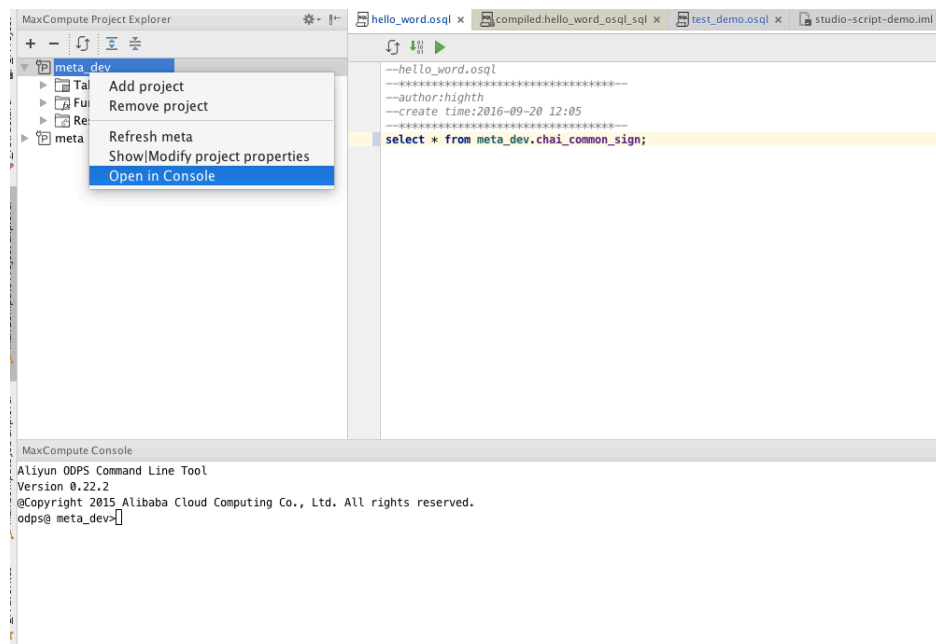 MaxCompute Project Explorer
hello_word.osql
compiled:hello_word_osql_sql
test_demo.osql
studio-script-demo.iml
meta_dev
Tal
Fun
Res
meta
Add project
Remove project
Refresh meta
Show|Modify project properties
Open in Console
--hello_word.osql
--*********************************--
--author:highth
--create time:2016-09-20 12:05
--*********************************--
select * from meta_dev.chai_common_sign;
MaxCompute Console
Aliyun ODPS Command Line Tool
Version 0.22.2
@Copyright 2015 Alibaba Cloud Computing Co., Ltd. All rights reserved.
odps@ meta_dev>